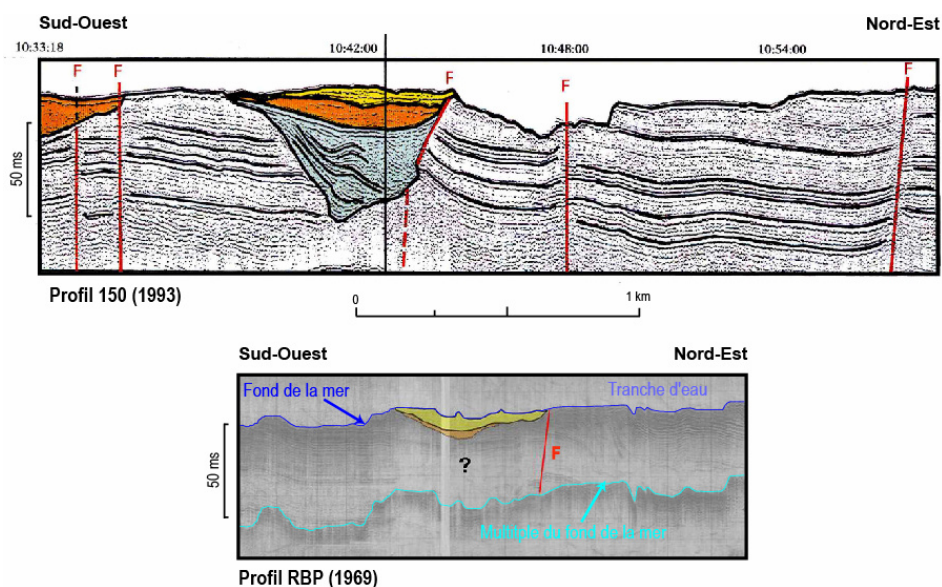 Sud-Ouest Nord-Est
10:33:18 10:42:00 10:48:00 10:54:00
F F F F F
50 ms
Profil 150 (1993)
0 1 km
Sud-Ouest Nord-Est
Fond de la mer Tranche d'eau
50 ms
? F
Multiple du fond de la mer
Profil RBP (1969)